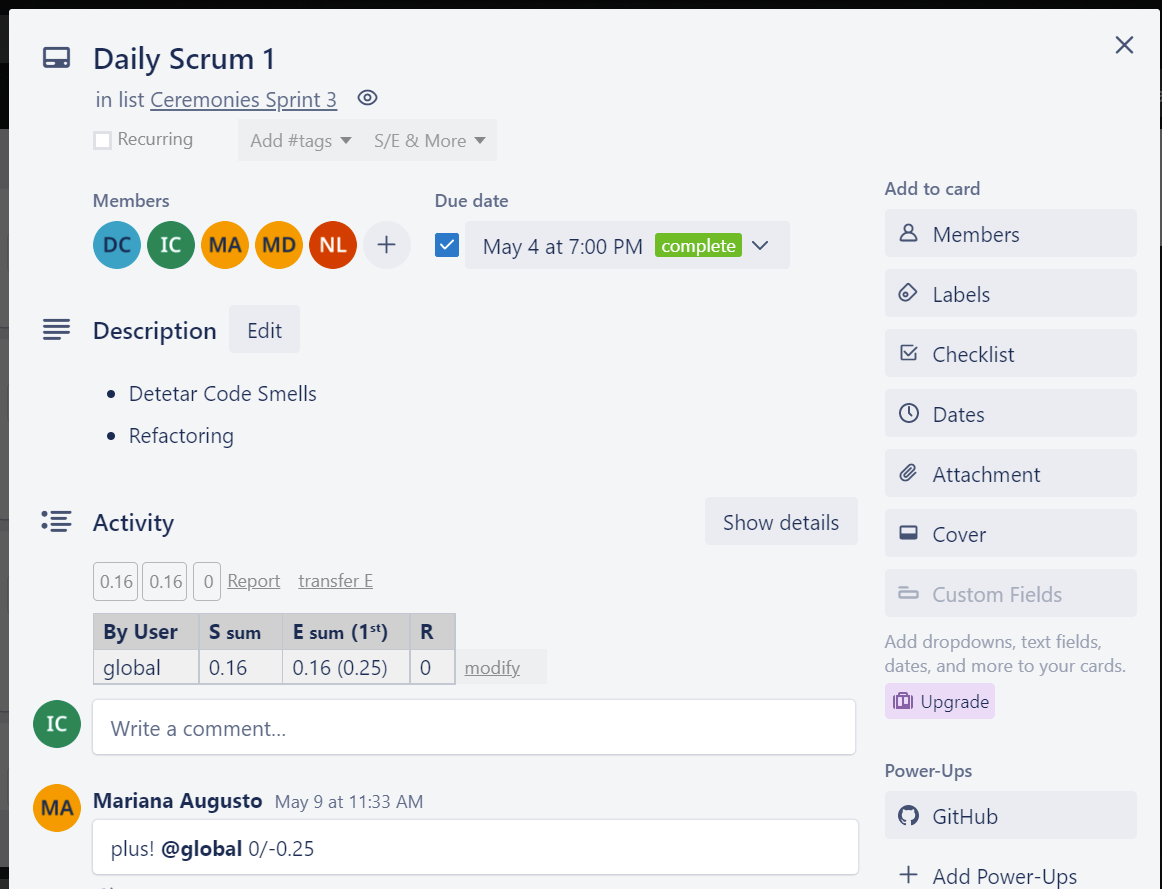 Daily Scrum 1
in list Ceremonies Sprint 3
Recurring
Add #tags
S/E & More
Members
DC IC MA MD NL
Due date
May 4 at 7:00 PM complete
Description
Edit
Detetar Code Smells
Refactoring
Activity
Show details
0.16 0.16 0 Report transfer E
By User S sum E sum (1st) R
global 0.16 0.16 (0.25) 0 modify
IC
Write a comment...
MA
Mariana Augusto May 9 at 11:33 AM
plus! @global 0/-0.25
Add to card
Members
Labels
Checklist
Dates
Attachment
Cover
Custom Fields
Add dropdowns, text fields,
dates, and more to your cards.
Upgrade
Power-Ups
GitHub
Add Power-Ups